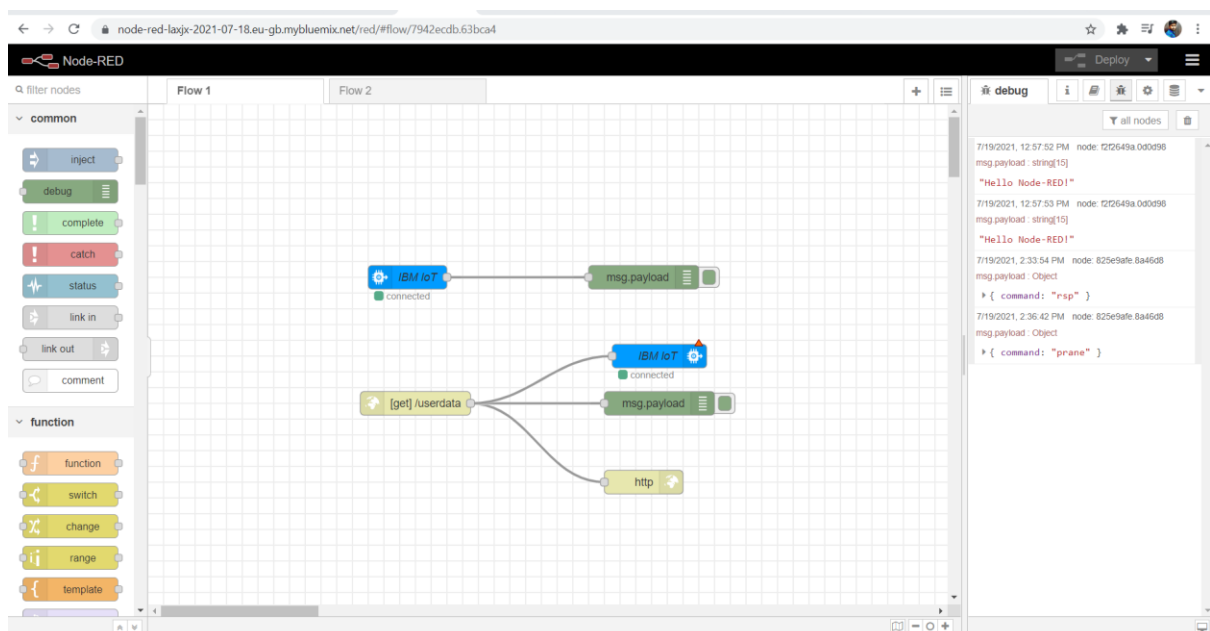 node-red-laxjx-2021-07-18.eu-gb.mybluemix.net/red/#flow/7942ecdb.63bca4
Node-RED
Deploy
filter nodes
Flow 1
Flow 2
debug
i
all nodes
common
inject
debug
complete
catch
status
link in
link out
comment
function
function
switch
change
range
template
IBM IoT
connected
msg.payload
IBM IoT
connected
[get] /userdata
msg.payload
http
7/19/2021, 12:57:52 PM node: f2f2649a.0d0d98
msg.payload : string[15]
"Hello Node-RED!"
7/19/2021, 12:57:53 PM node: f2f2649a.0d0d98
msg.payload : string[15]
"Hello Node-RED!"
7/19/2021, 2:33:54 PM node: 825e9afe.8a46d8
msg.payload : Object
{ command: "rsp" }
7/19/2021, 2:36:42 PM node: 825e9afe.8a46d8
msg.payload : Object
{ command: "prane" }